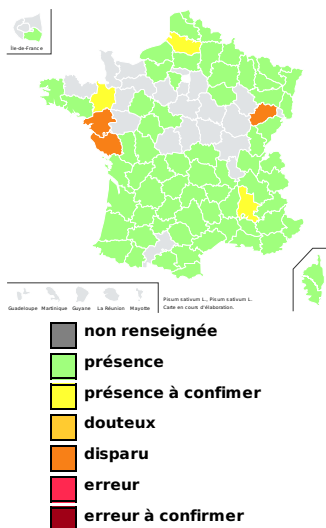 Île-de-France
Guadeloupe Martinique Guyane La Réunion Mayotte
Pisum sativum L., Pisum sativum L.
Carte en cours d'élaboration.
non renseignée
présence
présence à confimer
douteux
disparu
erreur
erreur à confirmer